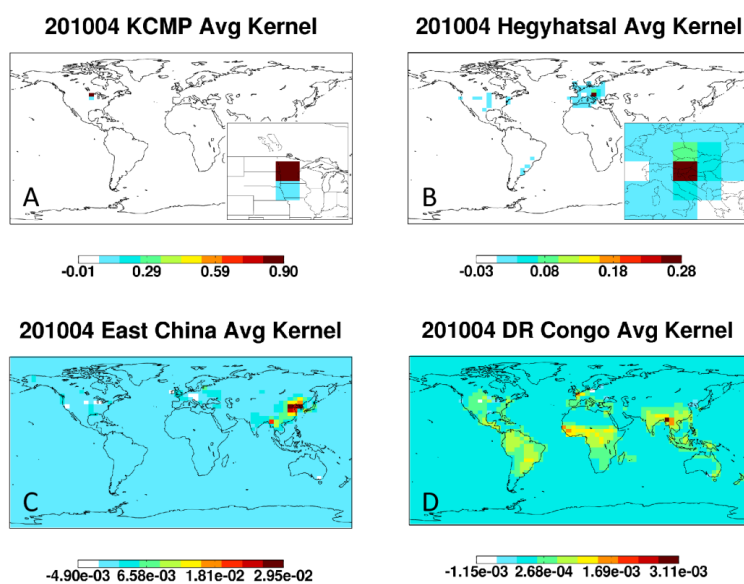 201004 KCMP Avg Kernel
201004 Hegyhatsal Avg Kernel
A
B
-0.01 0.29 0.59 0.90
-0.03 0.08 0.18 0.28
201004 East China Avg Kernel
201004 DR Congo Avg Kernel
C
D
-4.90e-03 6.58e-03 1.81e-02 2.95e-02
-1.15e-03 2.68e-04 1.69e-03 3.11e-03